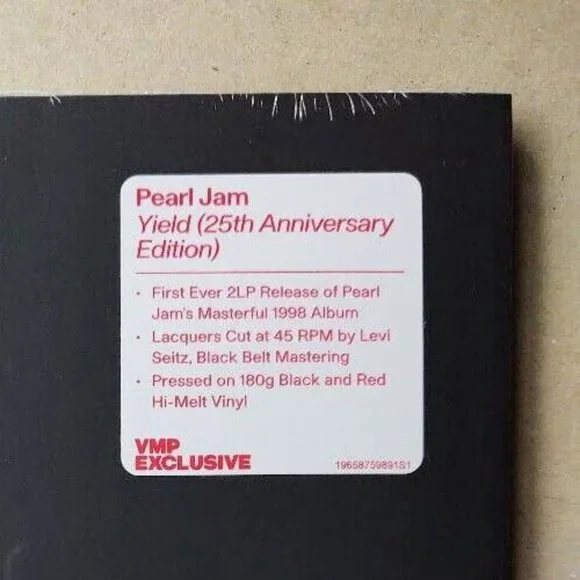 Pearl Jam
Yield (25th Anniversary
Edition)
• First Ever 2LP Release of Pearl
Jam's Masterful 1998 Album
• Lacquers Cut at 45 RPM by Levi
Seitz, Black Belt Mastering
• Pressed on 180g Black and Red
Hi-Melt Vinyl
VMP
EXCLUSIVE
19658759891S1